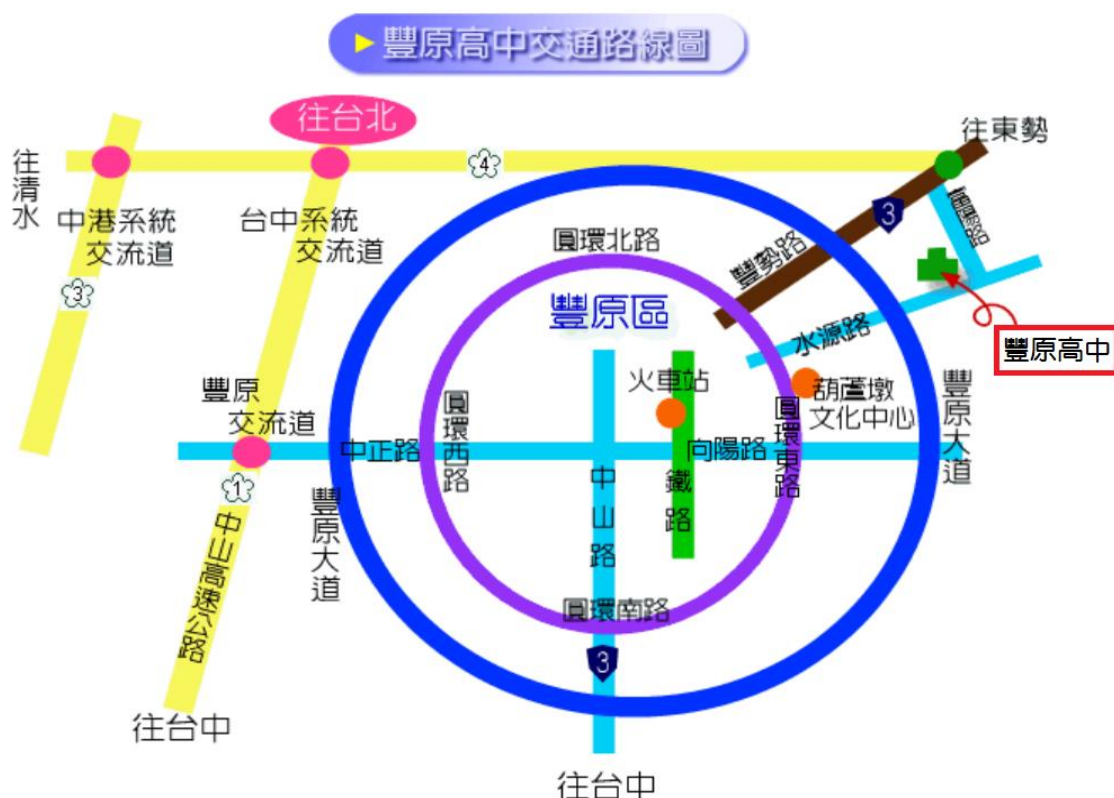 豐原高中交通路線圖
往台北
往東勢
往清水
4
中港系統
交流道
台中系統
交流道
3
3
圓環北路
豐勢路
豐原區
水源路
豐原高中
火車站
葫蘆墩
文化中心
豐原
交流道
圓環西路
圓環東路
豐原大道
中正路
向陽路
1
中山路
鐵路
豐原大道
中山高速公路
圓環南路
3
往台中
往台中